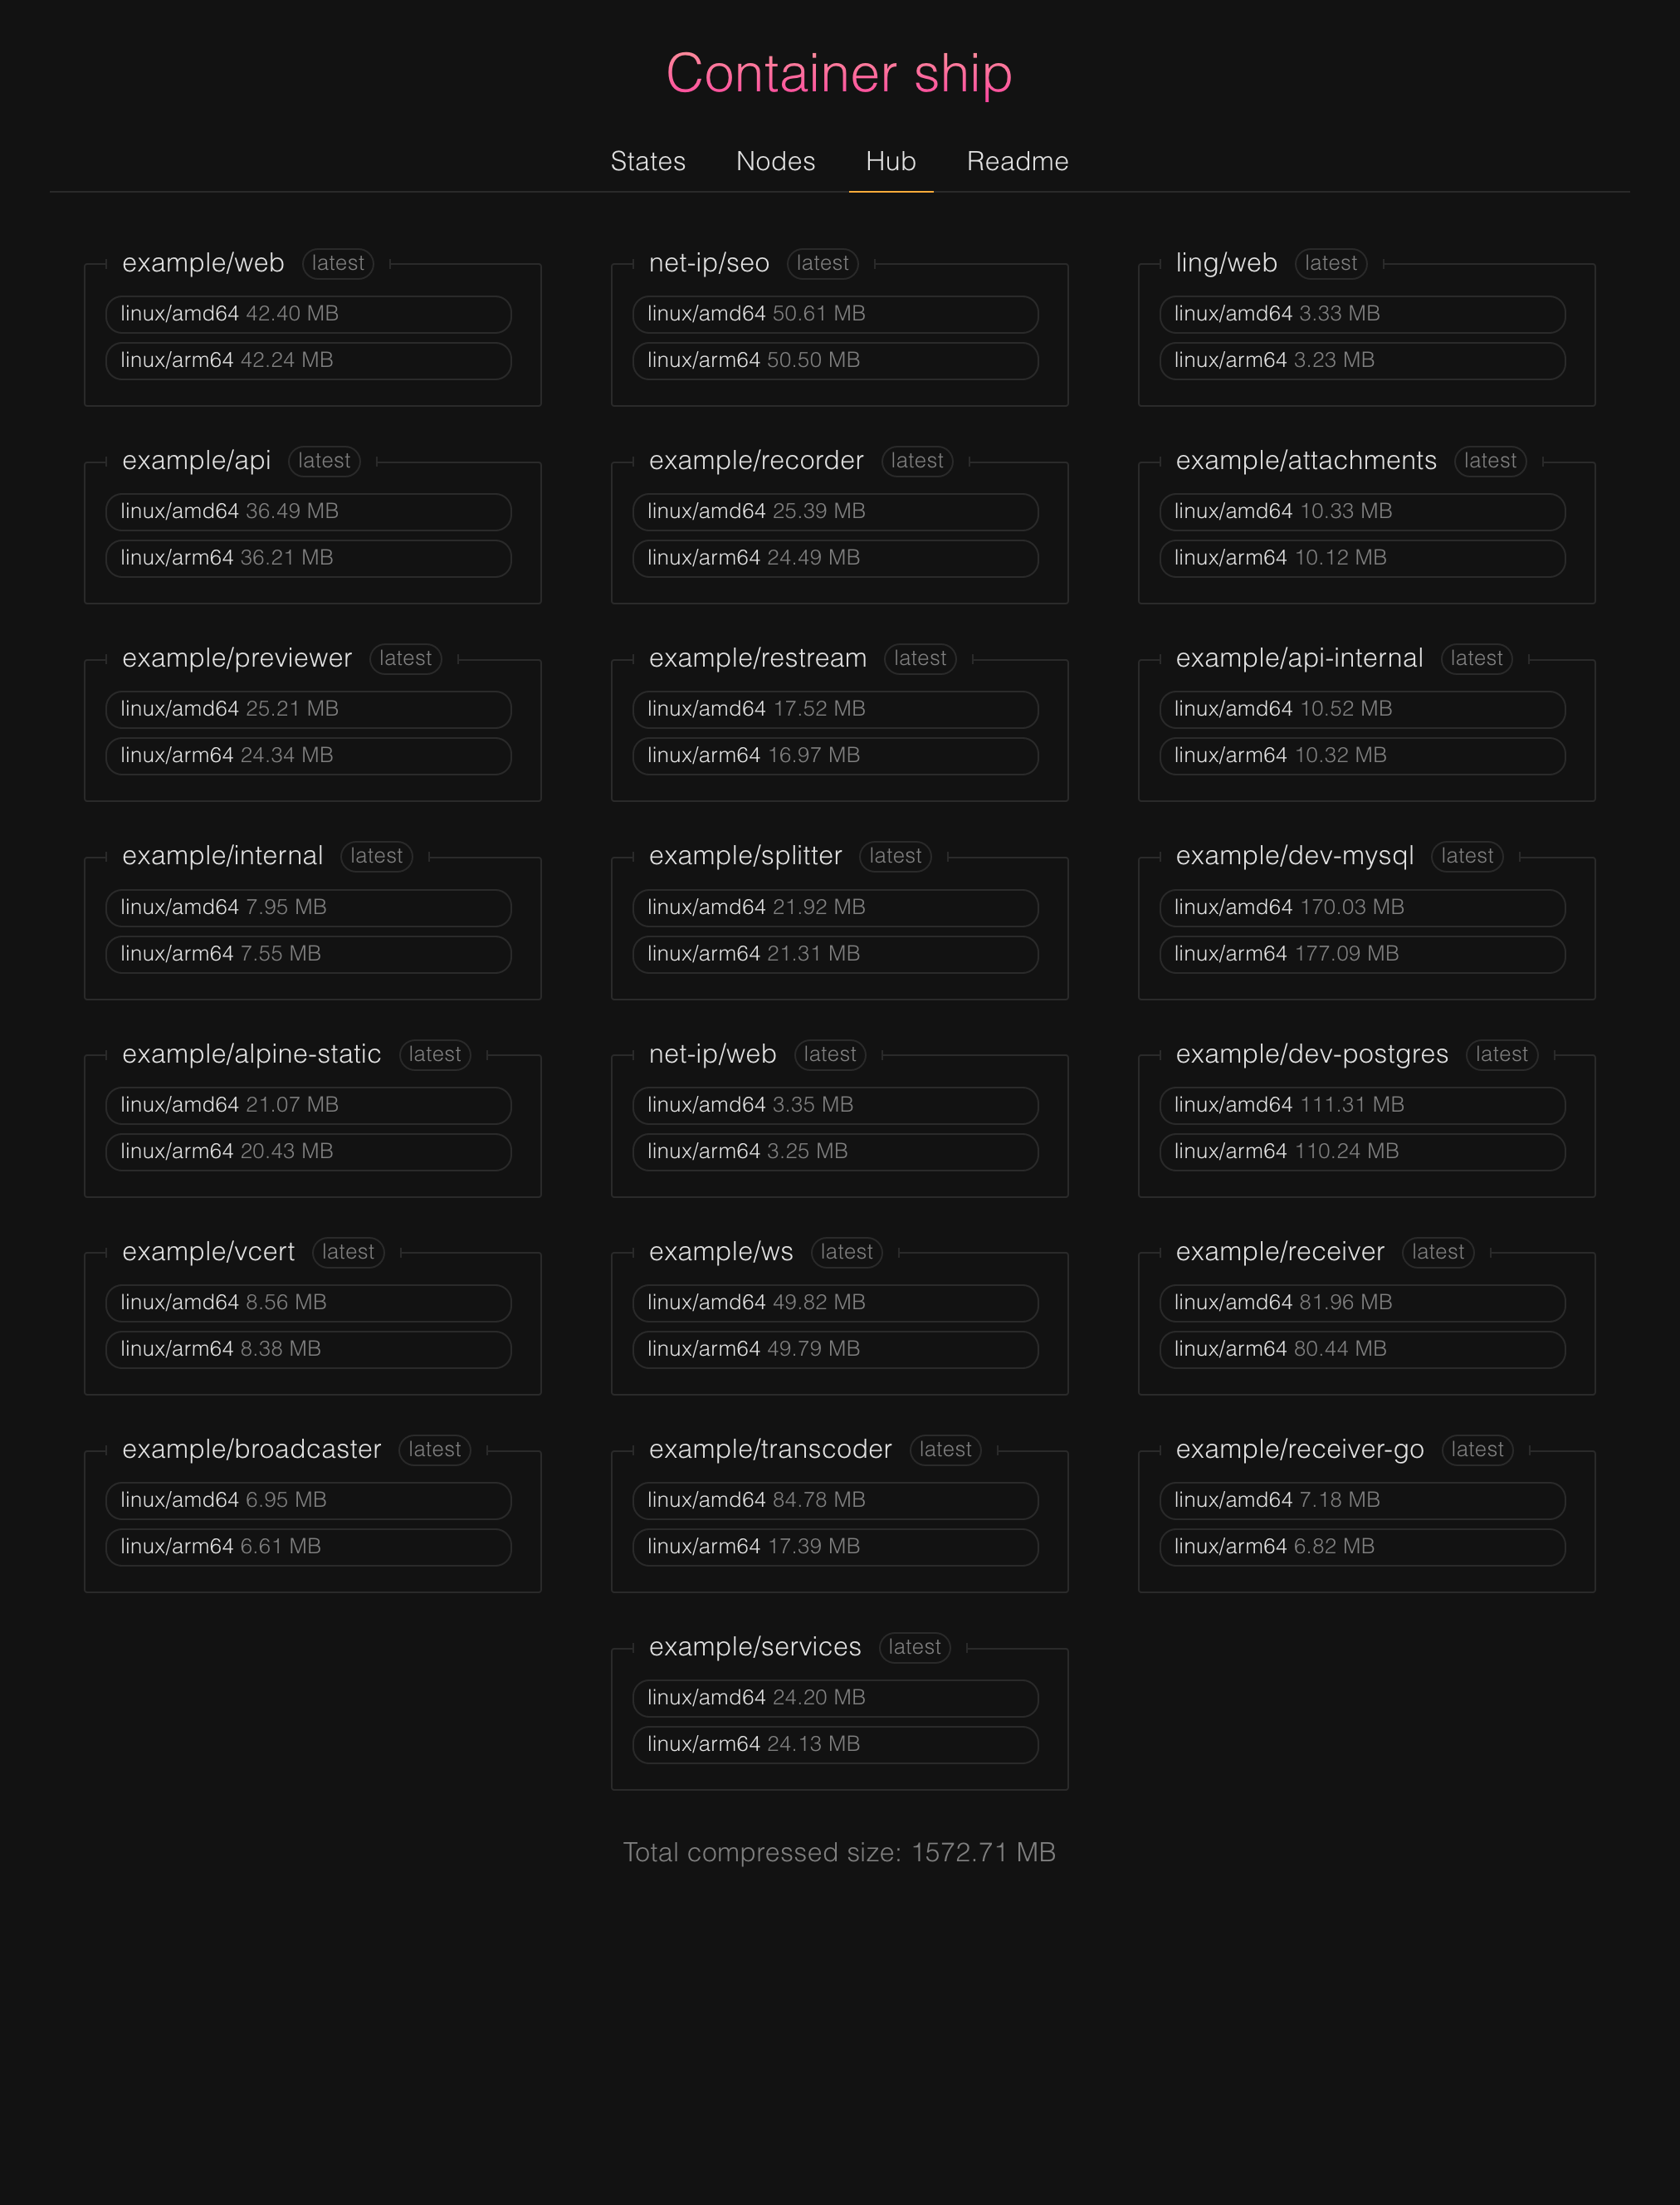 Container ship
States Nodes Hub Readme
example/web latest
linux/amd64 42.40 MB
linux/arm64 42.24 MB
net-ip/seo latest
linux/amd64 50.61 MB
linux/arm64 50.50 MB
ling/web latest
linux/amd64 3.33 MB
linux/arm64 3.23 MB
example/api latest
linux/amd64 36.49 MB
linux/arm64 36.21 MB
example/recorder latest
linux/amd64 25.39 MB
linux/arm64 24.49 MB
example/attachments latest
linux/amd64 10.33 MB
linux/arm64 10.12 MB
example/previewer latest
linux/amd64 25.21 MB
linux/arm64 24.34 MB
example/restream latest
linux/amd64 17.52 MB
linux/arm64 16.97 MB
example/api-internal latest
linux/amd64 10.52 MB
linux/arm64 10.32 MB
example/internal latest
linux/amd64 7.95 MB
linux/arm64 7.55 MB
example/splitter latest
linux/amd64 21.92 MB
linux/arm64 21.31 MB
example/dev-mysql latest
linux/amd64 170.03 MB
linux/arm64 177.09 MB
example/alpine-static latest
linux/amd64 21.07 MB
linux/arm64 20.43 MB
net-ip/web latest
linux/amd64 3.35 MB
linux/arm64 3.25 MB
example/dev-postgres latest
linux/amd64 111.31 MB
linux/arm64 110.24 MB
example/vcert latest
linux/amd64 8.56 MB
linux/arm64 8.38 MB
example/ws latest
linux/amd64 49.82 MB
linux/arm64 49.79 MB
example/receiver latest
linux/amd64 81.96 MB
linux/arm64 80.44 MB
example/broadcaster latest
linux/amd64 6.95 MB
linux/arm64 6.61 MB
example/transcoder latest
linux/amd64 84.78 MB
linux/arm64 17.39 MB
example/receiver-go latest
linux/amd64 7.18 MB
linux/arm64 6.82 MB
example/services latest
linux/amd64 24.20 MB
linux/arm64 24.13 MB
Total compressed size: 1572.71 MB